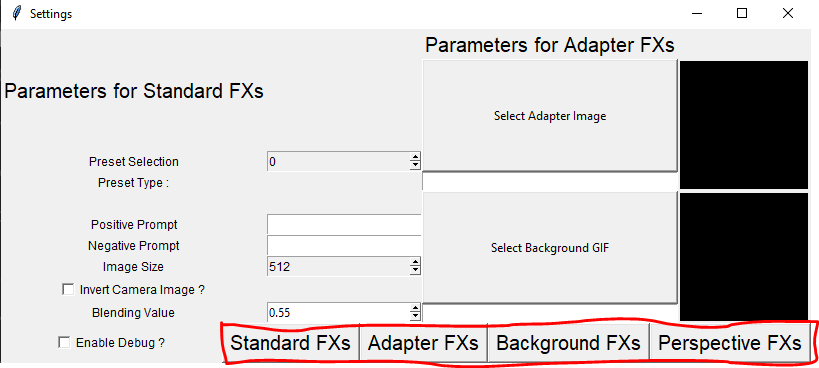 Settings
Parameters for Adapter FXs
Parameters for Standard FXs
Select Adapter Image
Preset Selection 0
Preset Type :
Positive Prompt
Negative Prompt
Select Background GIF
Image Size 512
Invert Camera Image ?
Blending Value 0.55
Enable Debug ?
Standard FXs Adapter FXs Background FXs Perspective FXs